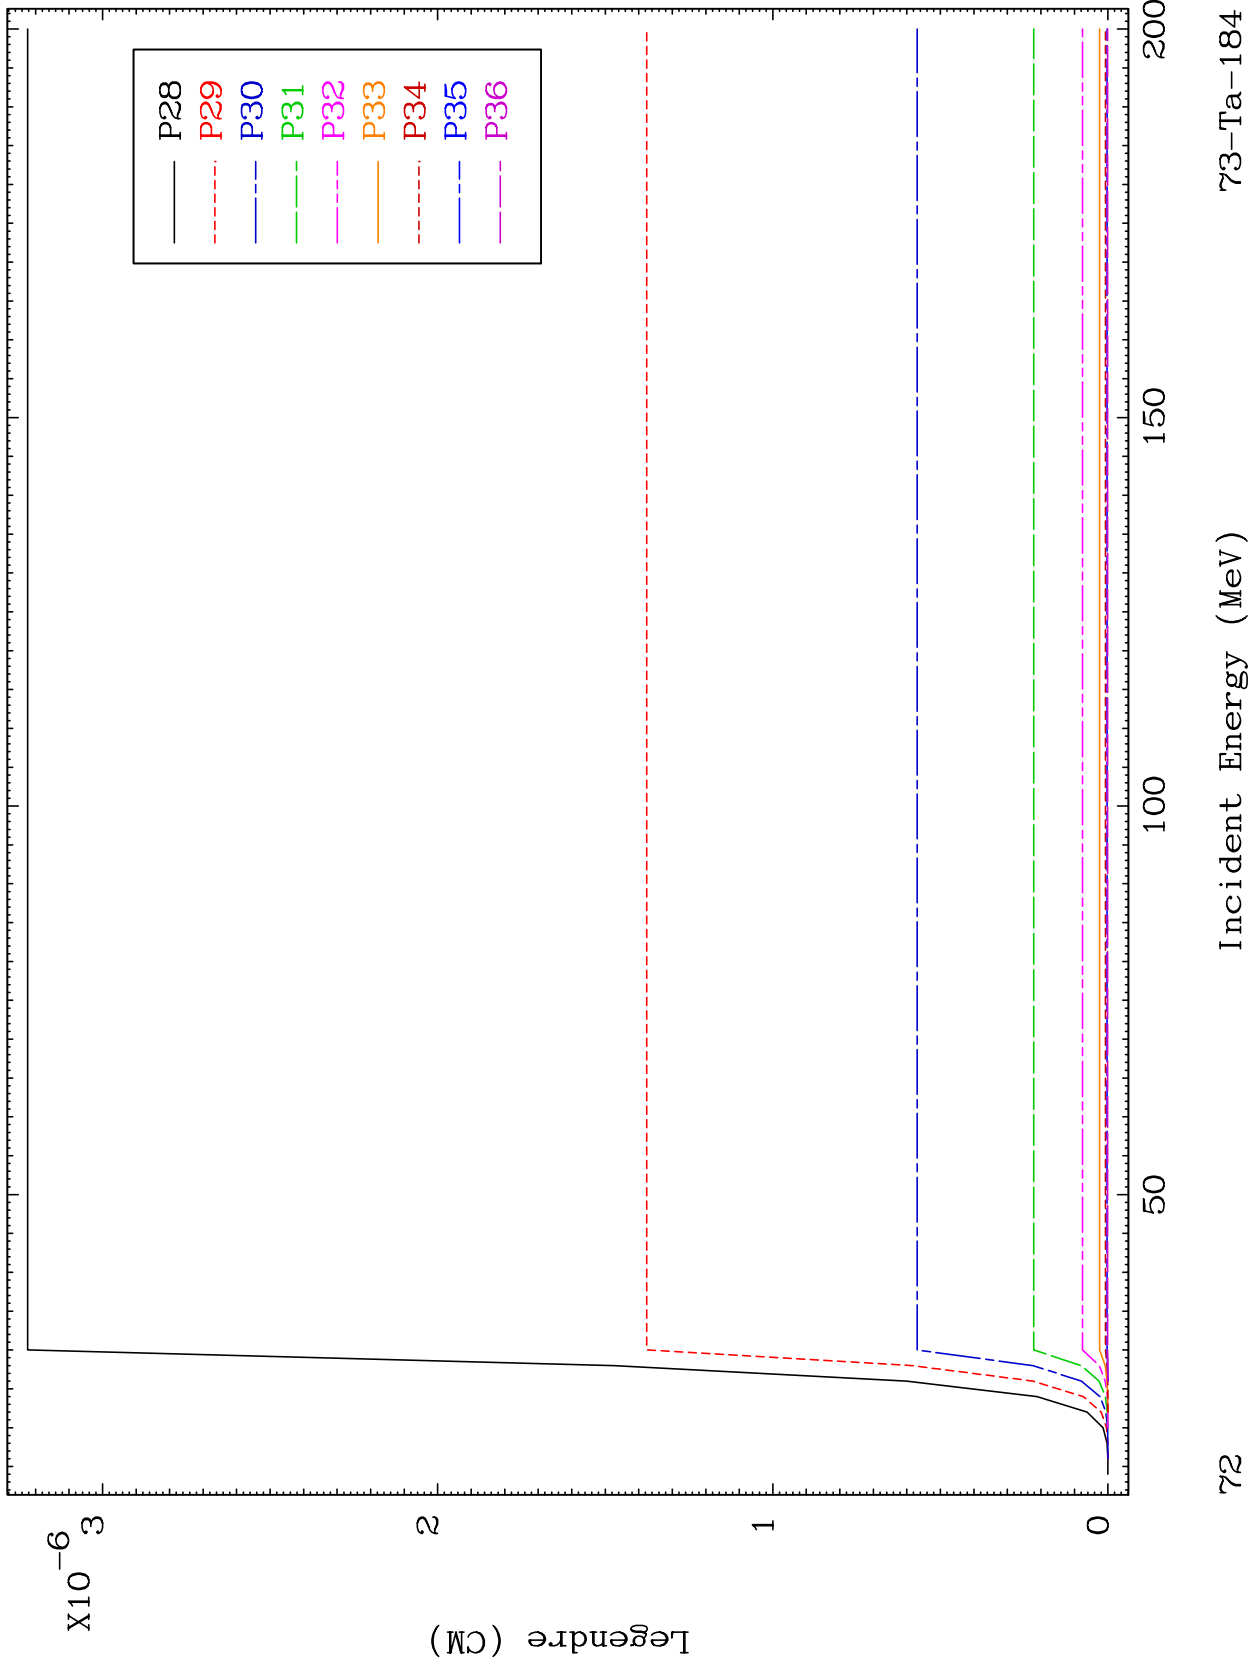 X10-6
3
2
1
0
Legendre (CM)
P28
P29
P30
P31
P32
P33
P34
P35
P36
50
100
150
200
Incident Energy (MeV)
72
73-Ta-184